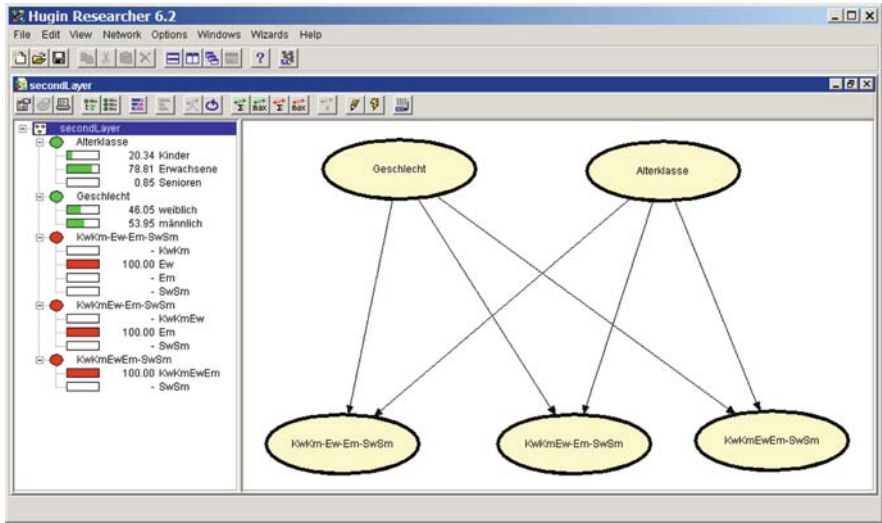 Hugin Researcher 6.2
File Edit View Network Options Windows Wizards Help
secondLayer
secondLayer
Alterklasse
20.34 Kinder
78.81 Erwachsene
0.85 Senioren
Geschlecht
46.05 weiblich
53.95 männlich
KwKm-Ew-Em-SwSm
- KwKm
100.00 Ew
- Em
- SwSm
KwKmEw-Em-SwSm
- KwKmEw
100.00 Em
- SwSm
KwKmEwEm-SwSm
100.00 KwKmEwEm
- SwSm
Geschlecht
Alterklasse
KwKm-Ew-Em-SwSm
KwKmEw-Em-SwSm
KwKmEwEm-SwSm